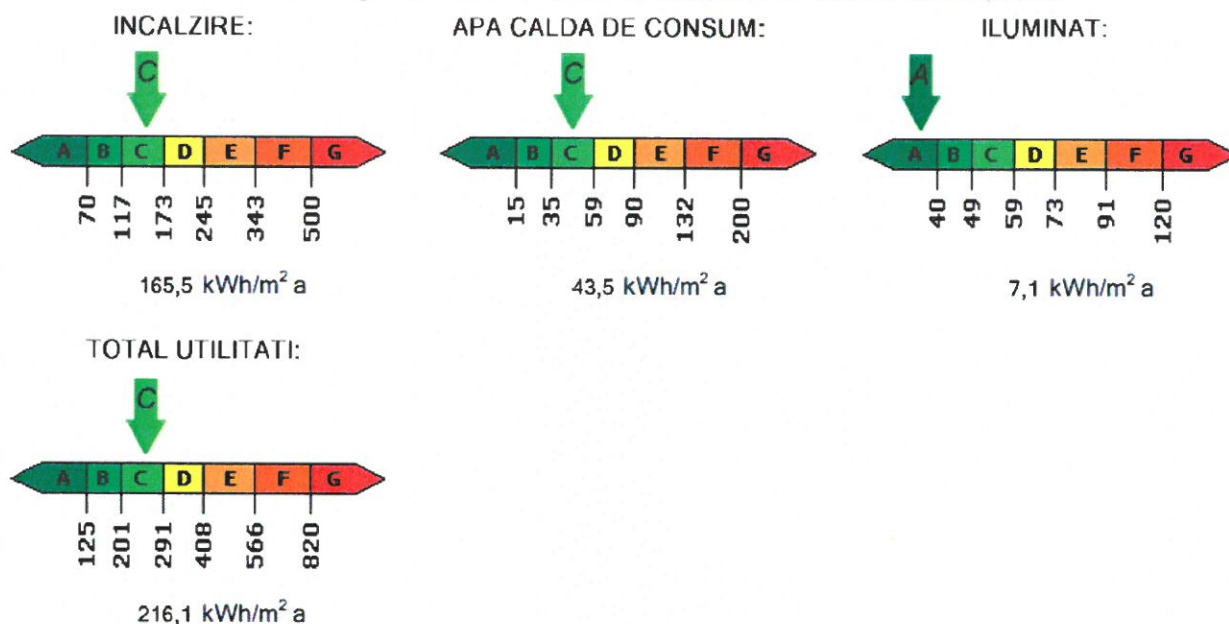 INCALZIRE:
C
A B C D E F G
70 117 173 245 343 500
165,5 kWh/m² a
APA CALDA DE CONSUM:
C
A B C D E F G
15 35 59 90 132 200
43,5 kWh/m² a
ILUMINAT:
A
A B C D E F G
40 49 59 73 91 120
7,1 kWh/m² a
TOTAL UTILITATI:
C
A B C D E F G
125 201 291 408 566 820
216,1 kWh/m² a